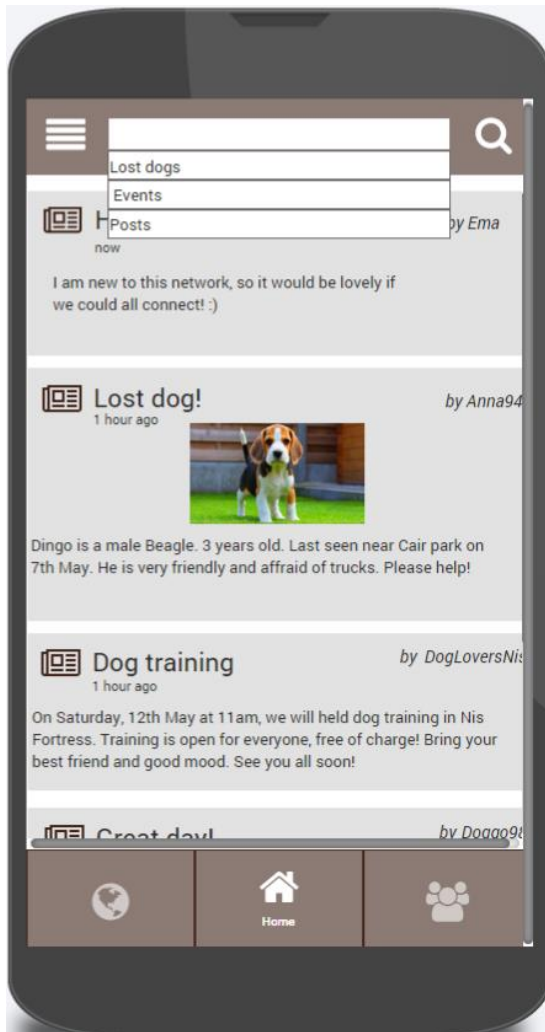 Lost dogs
Events
Posts
H
by Ema
now
I am new to this network, so it would be lovely if
we could all connect! :)
Lost dog!
by Anna94
1 hour ago
Dingo is a male Beagle. 3 years old. Last seen near Cair park on
7th May. He is very friendly and affraid of trucks. Please help!
Dog training
by DogLoversNis
1 hour ago
On Saturday, 12th May at 11am, we will held dog training in Nis
Fortress. Training is open for everyone, free of charge! Bring your
best friend and good mood. See you all soon!
Great day!
by Doggo98
Home